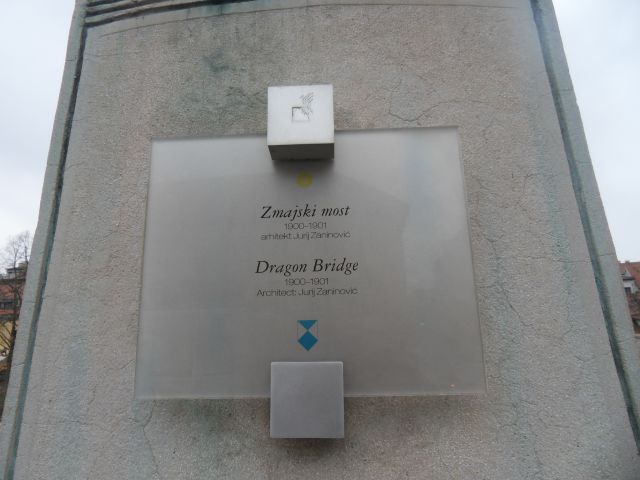 Zmajski most
1900–1901
arhitekt: Jurij Zaninović
Dragon Bridge
1900–1901
Architect: Jurij Zaninović